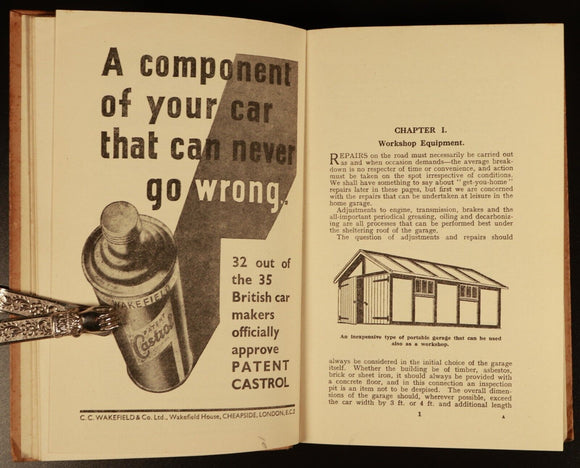 A component
of your car
that can never
go wrong.
WAKEFIELD
PATENT
Castrol
32 out of
the 35
British car
makers
officially
approve
PATENT
CASTROL
C. C. WAKEFIELD & Co. Ltd., Wakefield House, CHEAPSIDE, LONDON, E.C.2
CHAPTER I.
Workshop Equipment.
REPAIRS on the road must necessarily be carried out
as and when occasion demands—the average break-
down is no respecter of time or convenience, and action
must be taken on the spot irrespective of conditions.
We shall have something to say about "get-you-home"
repairs later in these pages, but first we are concerned
with the repairs that can be undertaken at leisure in the
home garage.
Adjustments to engine, transmission, brakes and the
all-important periodical greasing, oiling and decarboniz-
ing are all processes that can be performed best under
the sheltering roof of the garage.
The question of adjustments and repairs should
An inexpensive type of portable garage that can be used
also as a workshop.
always be considered in the initial choice of the garage
itself. Whether the building be of timber, asbestos,
brick or sheet iron, it should always be provided with
a concrete floor, and in this connection an inspection
pit is an item not to be despised. The overall dimen-
sions of the garage should, wherever possible, exceed
the car width by 3 ft. or 4 ft. and additional length
1
A